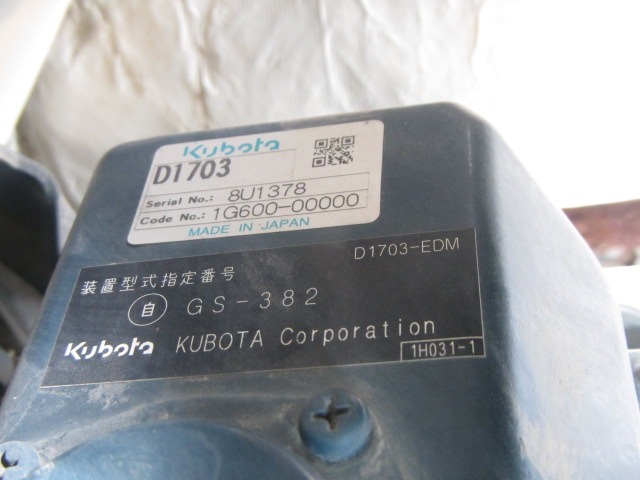 Kubota
D1703
Serial No.: 8U1378
Code No.: 1G600-00000
MADE IN JAPAN
D1703-EDM
装置型式指定番号
自 GS-382
Kubota KUBOTA Corporation
1H031-1